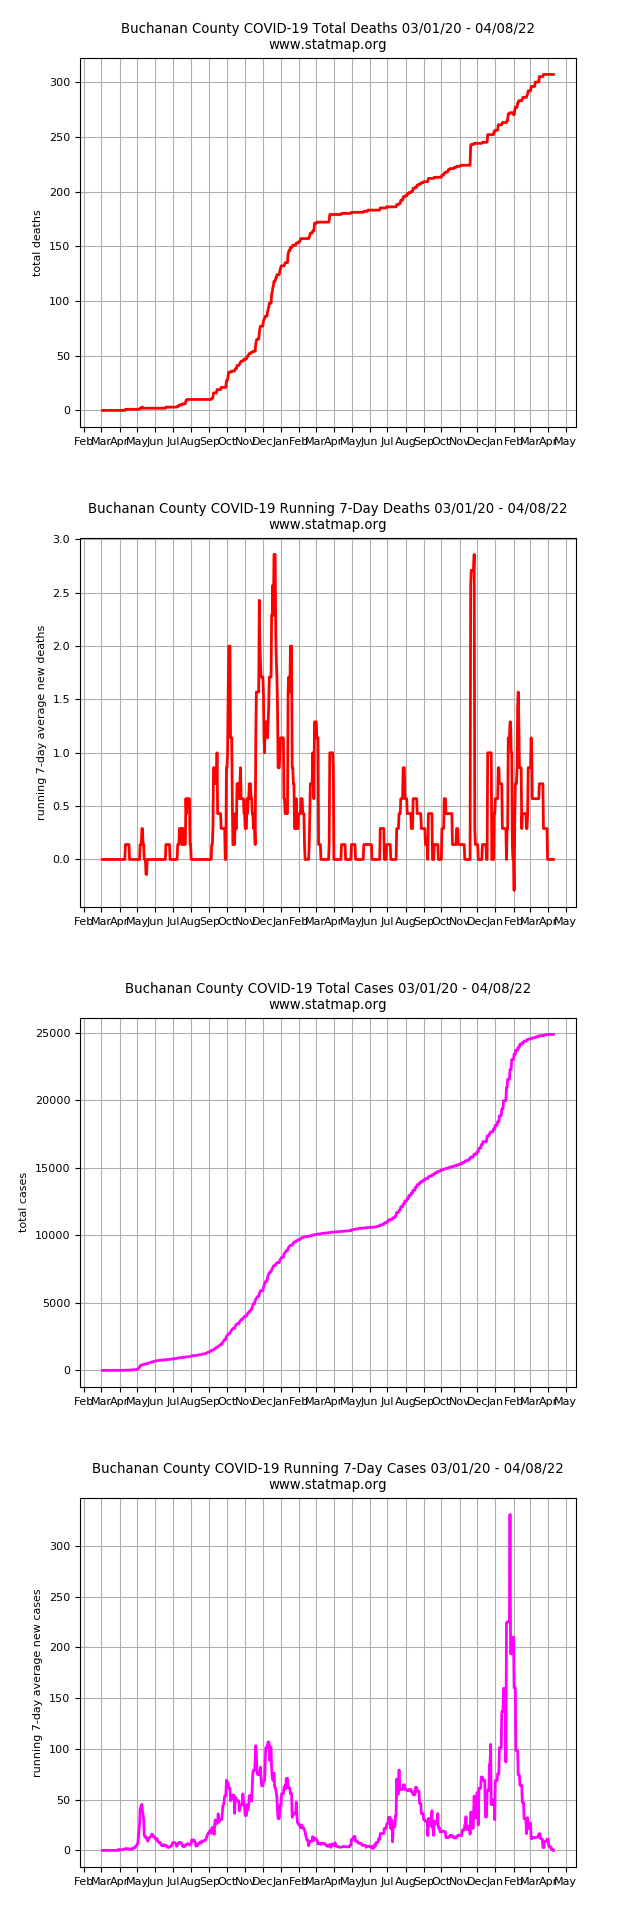 Buchanan County COVID-19 Total Deaths 03/01/20 - 04/08/22
www.statmap.org
300
250
200
150
100
50
0
total deaths
Feb Mar Apr May Jun Jul Aug Sep Oct Nov Dec Jan Feb Mar Apr May Jun Jul Aug Sep Oct Nov Dec Jan Feb Mar Apr May
Buchanan County COVID-19 Running 7-Day Deaths 03/01/20 - 04/08/22
www.statmap.org
3.0
2.5
2.0
1.5
1.0
0.5
0.0
running 7-day average new deaths
Feb Mar Apr May Jun Jul Aug Sep Oct Nov Dec Jan Feb Mar Apr May Jun Jul Aug Sep Oct Nov Dec Jan Feb Mar Apr May
Buchanan County COVID-19 Total Cases 03/01/20 - 04/08/22
www.statmap.org
25000
20000
15000
10000
5000
0
total cases
Feb Mar Apr May Jun Jul Aug Sep Oct Nov Dec Jan Feb Mar Apr May Jun Jul Aug Sep Oct Nov Dec Jan Feb Mar Apr May
Buchanan County COVID-19 Running 7-Day Cases 03/01/20 - 04/08/22
www.statmap.org
300
250
200
150
100
50
0
running 7-day average new cases
Feb Mar Apr May Jun Jul Aug Sep Oct Nov Dec Jan Feb Mar Apr May Jun Jul Aug Sep Oct Nov Dec Jan Feb Mar Apr May